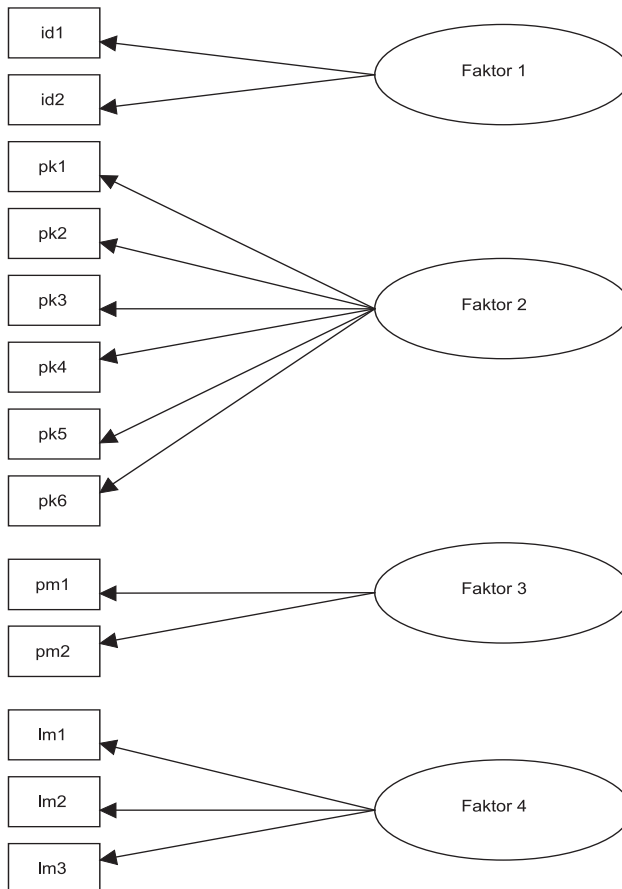 id1
Faktor 1
id2
pk1
pk2
pk3
Faktor 2
pk4
pk5
pk6
pm1
Faktor 3
pm2
lm1
lm2
Faktor 4
lm3